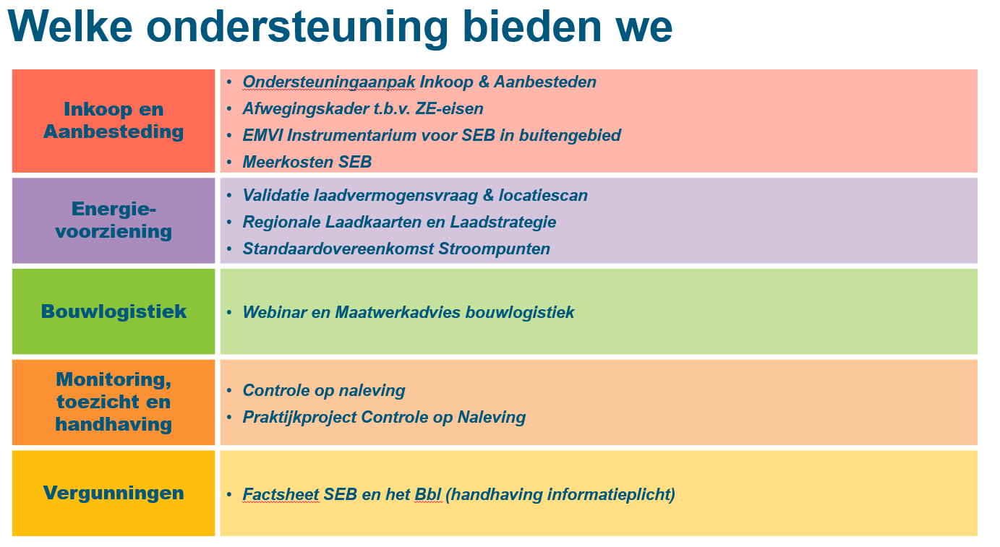 Welke ondersteuning bieden we
Inkoop en
Aanbesteding
• Ondersteuningaanpak Inkoop & Aanbesteden
• Afwegingskader t.b.v. ZE-eisen
• EMVI Instrumentarium voor SEB in buitengebied
• Meerkosten SEB
Energie-
voorziening
• Validatie laadvermogensvraag & locatiescan
• Regionale Laadkaarten en Laadstrategie
• Standaardovereenkomst Stroompunten
Bouwlogistiek
• Webinar en Maatwerkadvies bouwlogistiek
Monitoring,
toezicht en
handhaving
• Controle op naleving
• Praktijkproject Controle op Naleving
Vergunningen
• Factsheet SEB en het Bbl (handhaving informatieplicht)